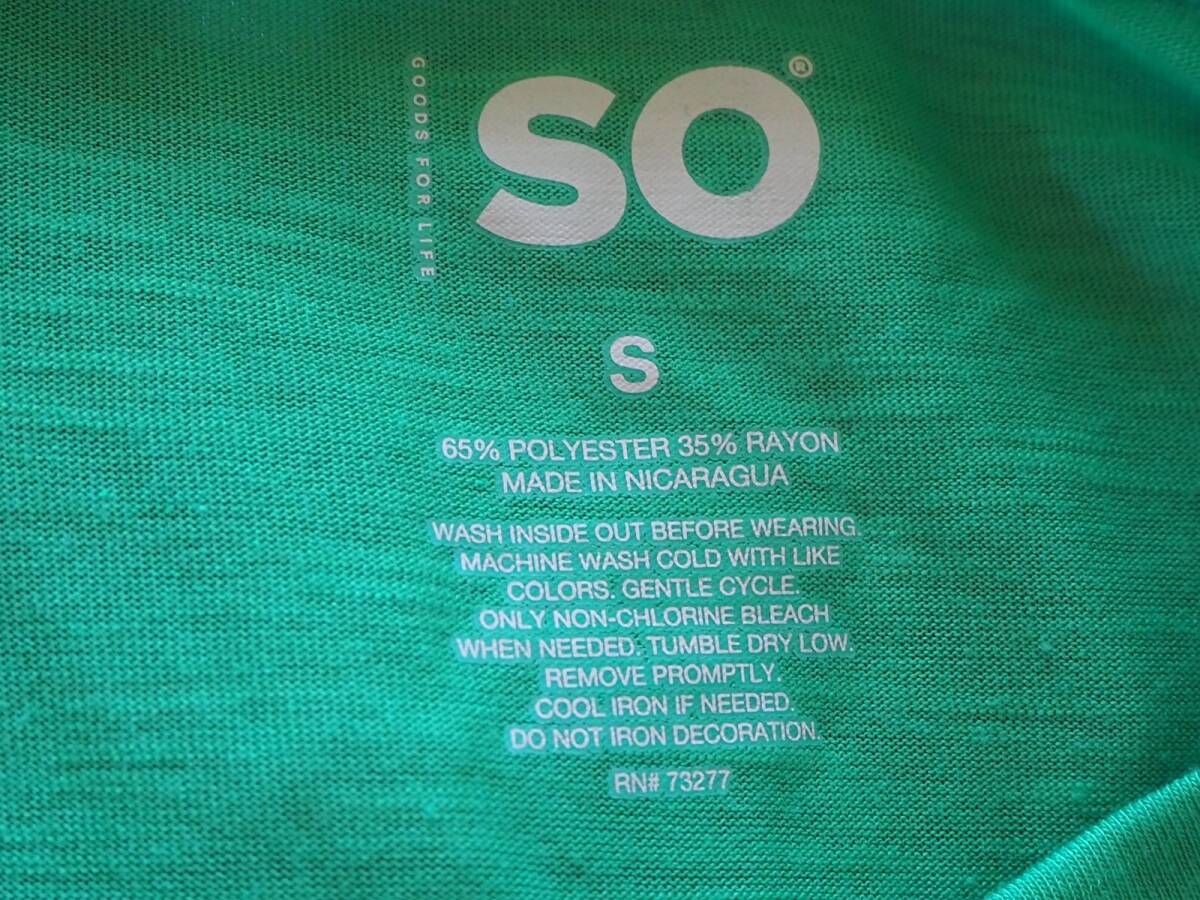 GOODS FOR LIFE
SO®
S
65% POLYESTER 35% RAYON
MADE IN NICARAGUA
WASH INSIDE OUT BEFORE WEARING.
MACHINE WASH COLD WITH LIKE
COLORS. GENTLE CYCLE.
ONLY NON-CHLORINE BLEACH
WHEN NEEDED. TUMBLE DRY LOW.
REMOVE PROMPTLY.
COOL IRON IF NEEDED.
DO NOT IRON DECORATION.
RN# 73277